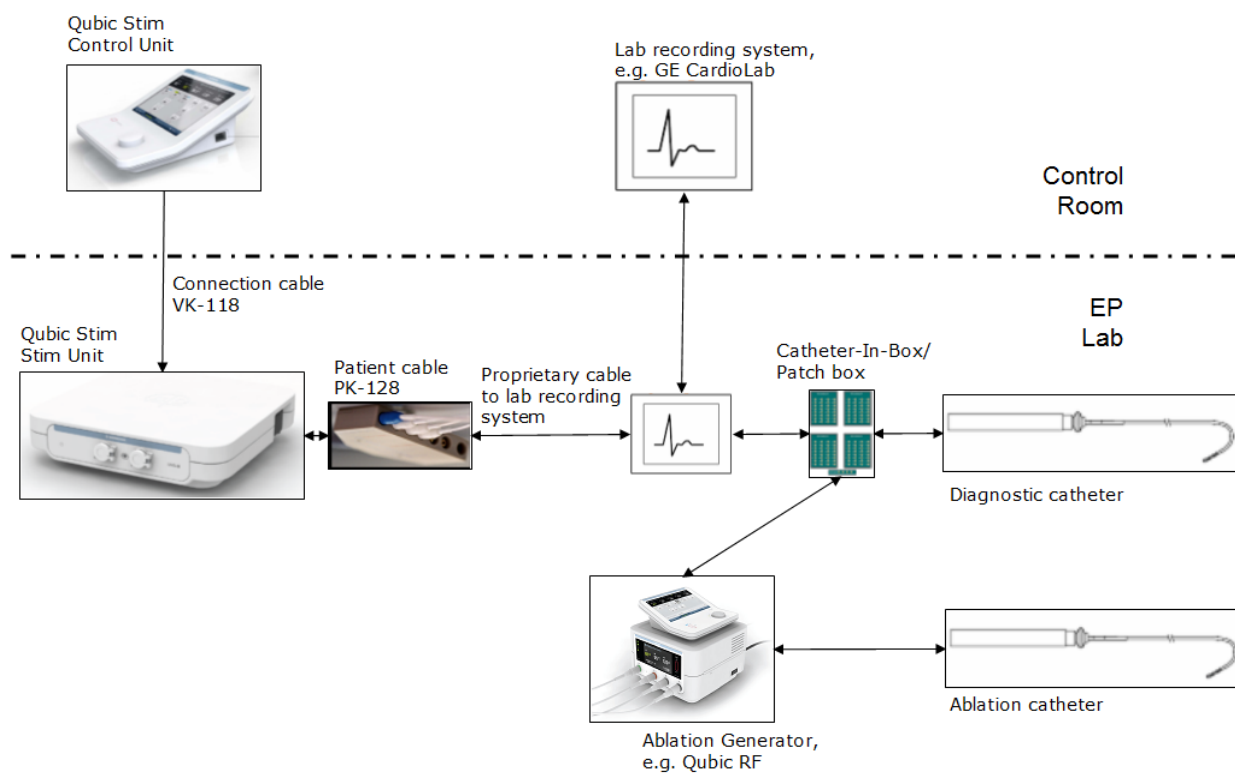 Qubic Stim
Control Unit
Lab recording system,
e.g. GE CardioLab
Control
Room
Connection cable
VK-118
EP
Lab
Qubic Stim
Stim Unit
Patient cable
PK-128
Proprietary cable
to lab recording
system
Catheter-In-Box/
Patch box
Diagnostic catheter
Ablation catheter
Ablation Generator,
e.g. Qubic RF